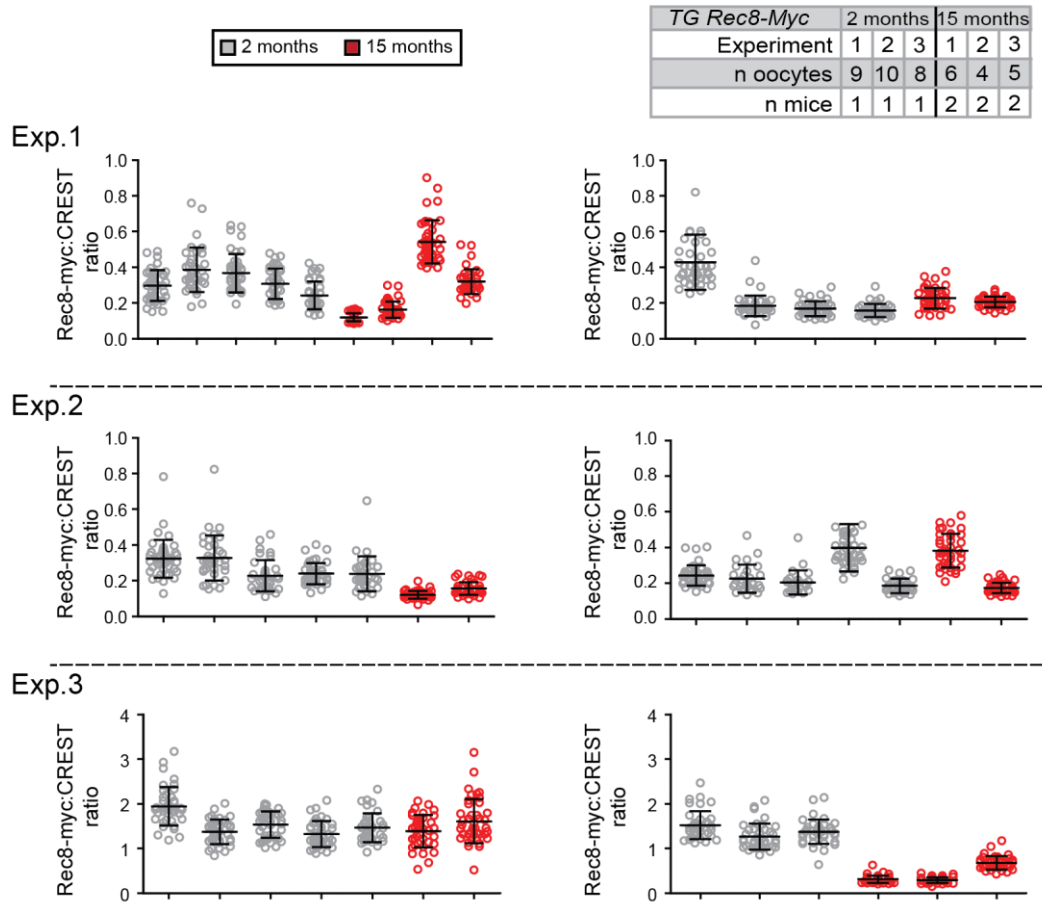 2 months 15 months
TG Rec8-Myc 2 months 15 months
Experiment 1 2 3 1 2 3
n oocytes 9 10 8 6 4 5
n mice 1 1 1 2 2 2
Exp.1
Rec8-myc:CREST
ratio
1.0
0.8
0.6
0.4
0.2
0.0
Rec8-myc:CREST
ratio
1.0
0.8
0.6
0.4
0.2
0.0
Exp.2
Rec8-myc:CREST
ratio
1.0
0.8
0.6
0.4
0.2
0.0
Rec8-myc:CREST
ratio
1.0
0.8
0.6
0.4
0.2
0.0
Exp.3
Rec8-myc:CREST
ratio
4
3
2
1
0
Rec8-myc:CREST
ratio
4
3
2
1
0